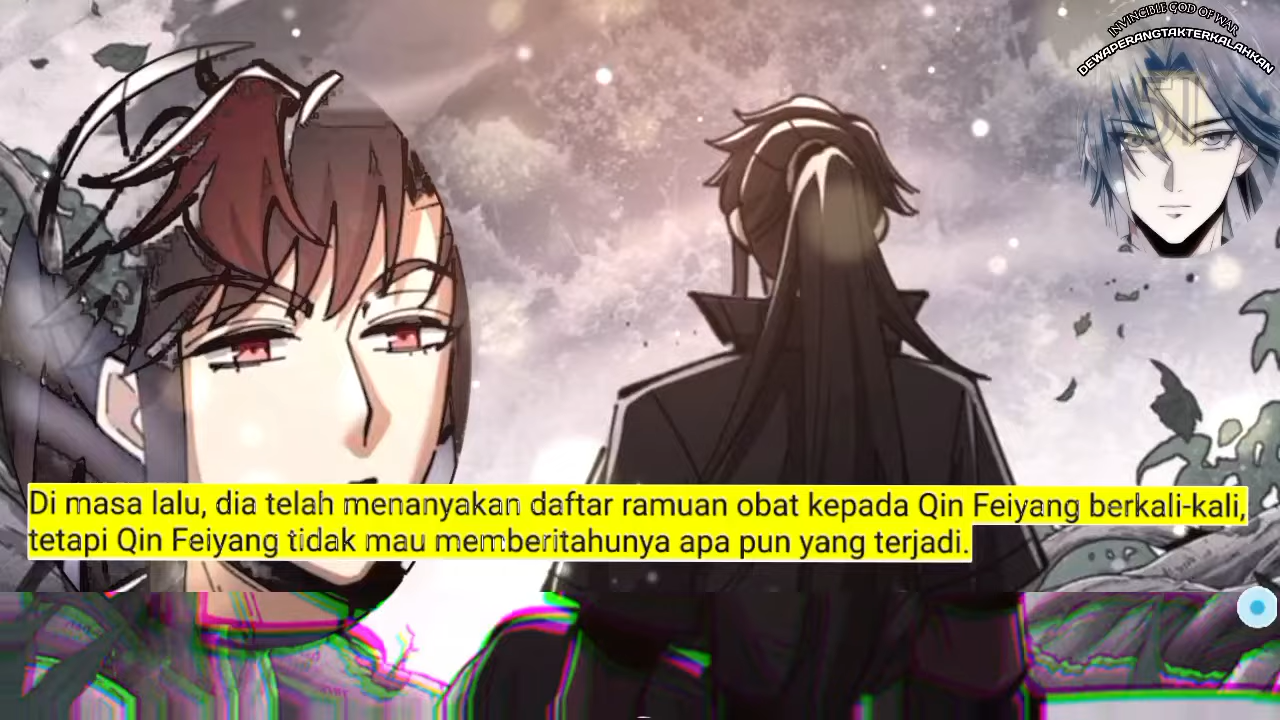 INVINCIBLE GOD OF WAR
DEWAPERANGTAKTERKALAHKAN
Di masa lalu, dia telah menanyakan daftar ramuan obat kepada Qin Feiyang berkali-kali,
tetapi Qin Feiyang tidak mau memberitahunya apa pun yang terjadi.